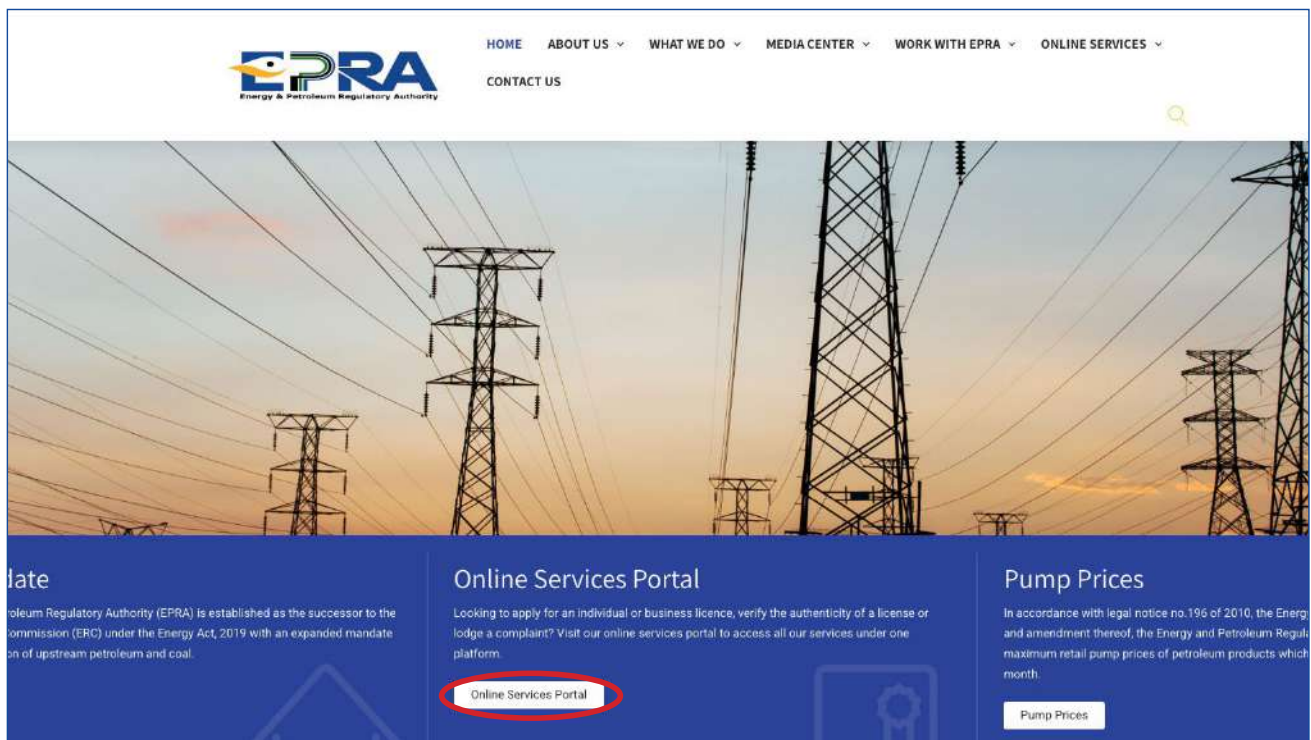 HOME ABOUT US WHAT WE DO MEDIA CENTER WORK WITH EPRA ONLINE SERVICES
CONTACT US
EPRA
Energy & Petroleum Regulatory Authority
date
roleum Regulatory Authority (EPRA) is established as the successor to the
Commission (ERC) under the Energy Act, 2019 with an expanded mandate
on of upstream petroleum and coal.
Online Services Portal
Looking to apply for an individual or business licence, verify the authenticity of a license or
lodge a complaint? Visit our online services portal to access all our services under one
platform.
Online Services Portal
Pump Prices
In accordance with legal notice no.196 of 2010, the Energy
and amendment thereof, the Energy and Petroleum Regula
maximum retail pump prices of petroleum products which
month.
Pump Prices